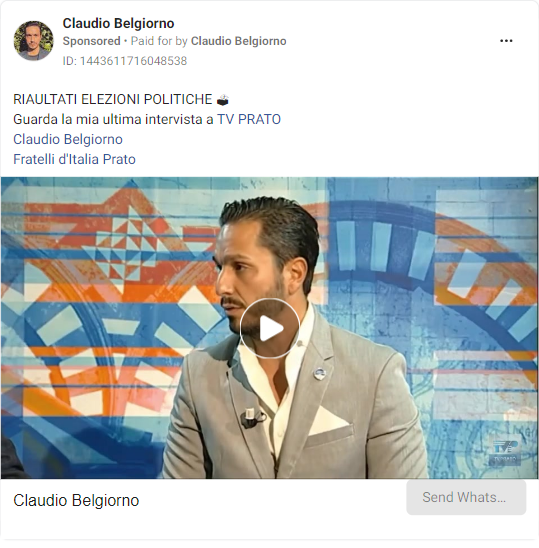 Claudio Belgiorno
Sponsored • Paid for by Claudio Belgiorno
ID: 1443611716048538
RIAULTATI ELEZIONI POLITICHE 🗳
Guarda la mia ultima intervista a TV PRATO
Claudio Belgiorno
Fratelli d'Italia Prato
TV
Claudio Belgiorno
Send Whats...